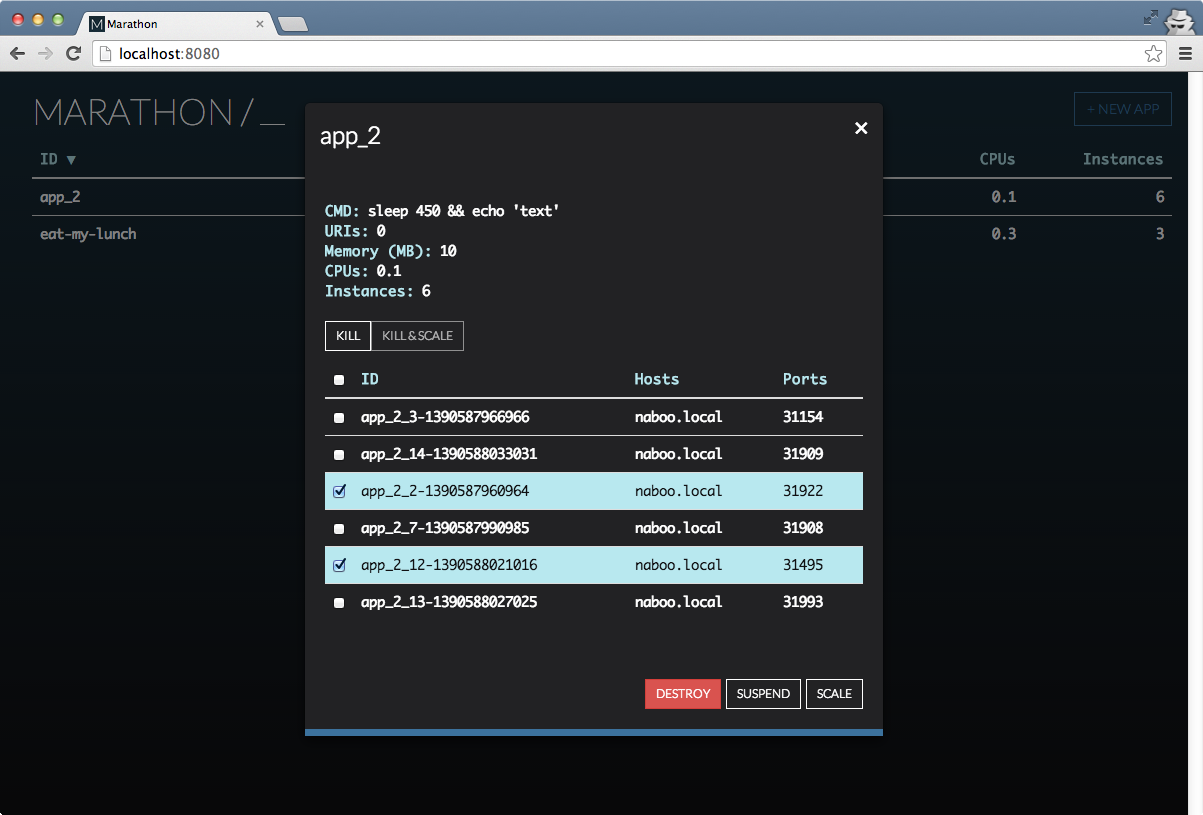 Marathon
localhost:8080
MARATHON / __
+ NEW APP
ID ▼ CPUs Instances
app_2 0.1 6
eat-my-lunch 0.3 3
app_2
CMD: sleep 450 && echo 'text'
URIs: 0
Memory (MB): 10
CPUs: 0.1
Instances: 6
KILL KILL & SCALE
ID Hosts Ports
app_2_3-1390587966966 naboo.local 31154
app_2_14-1390588033031 naboo.local 31909
app_2_2-1390587960964 naboo.local 31922
app_2_7-1390587990985 naboo.local 31908
app_2_12-1390588021016 naboo.local 31495
app_2_13-1390588027025 naboo.local 31993
DESTROY SUSPEND SCALE